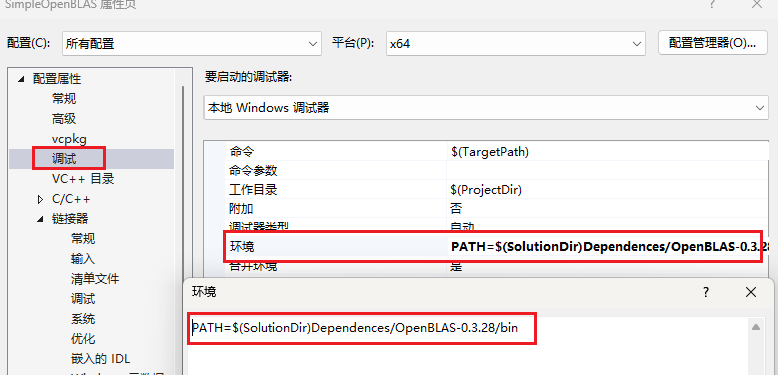 SimpleOpenBLAS 属性页
配置(C): 所有配置 平台(P): x64 配置管理器(O)...
配置属性
常规
高级
vcpkg
调试
VC++ 目录
C/C++
链接器
常规
输入
清单文件
调试
系统
优化
嵌入的 IDL
要启动的调试器:
本地 Windows 调试器
命令 $(TargetPath)
命令参数
工作目录 $(ProjectDir)
附加 否
调试器类型 自动
环境 PATH=$(SolutionDir)Dependences/OpenBLAS-0.3.28
合并环境 是
环境
PATH=$(SolutionDir)Dependences/OpenBLAS-0.3.28/bin